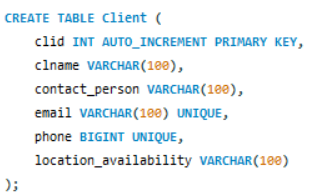 CREATE TABLE Client (
    clid INT AUTO_INCREMENT PRIMARY KEY,
    clname VARCHAR(100),
    contact_person VARCHAR(100),
    email VARCHAR(100) UNIQUE,
    phone BIGINT UNIQUE,
    location_availability VARCHAR(100)
);